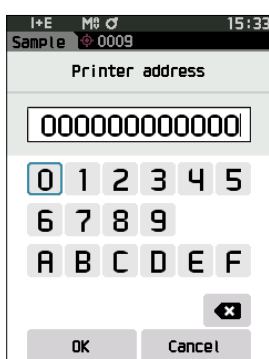 I+E M 15:33
Sample 0009
Printer address
000000000000
0 1 2 3 4 5
6 7 8 9
A B C D E F
OK Cancel